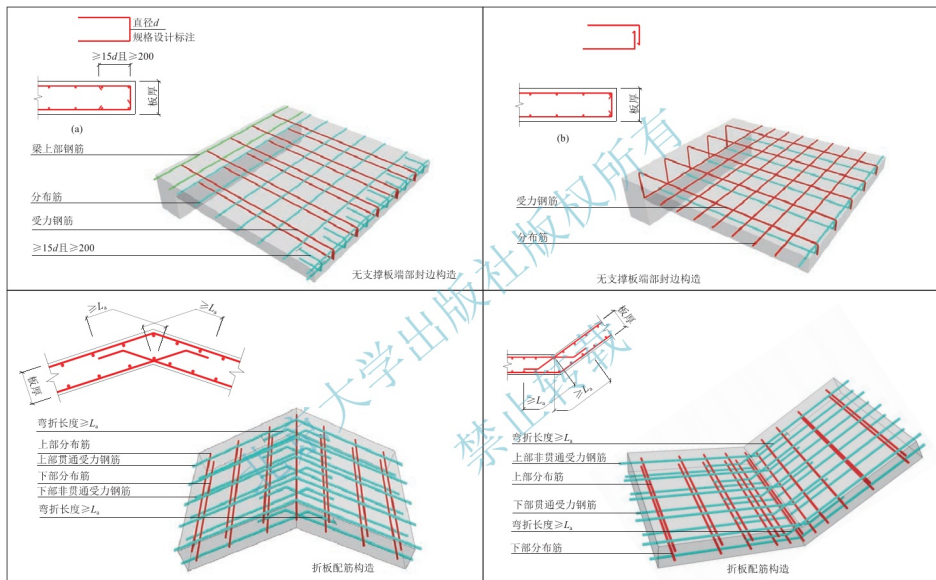 直径d
规格设计标注
≥15d且≥200
板厚
(a)
梁上部钢筋
分布筋
受力钢筋
≥15d且≥200
无支撑板端部封边构造
板厚
(b)
受力钢筋
分布筋
无支撑板端部封边构造
≥La
≥La
板厚
弯折长度≥La
上部分布筋
上部贯通受力钢筋
下部分布筋
下部非贯通受力钢筋
弯折长度≥La
折板配筋构造
板厚
≥La
≥La
弯折长度≥La
上部非贯通受力钢筋
上部分布筋
下部贯通受力钢筋
弯折长度≥La
下部分布筋
折板配筋构造
大学出版社版权所有
禁止转载